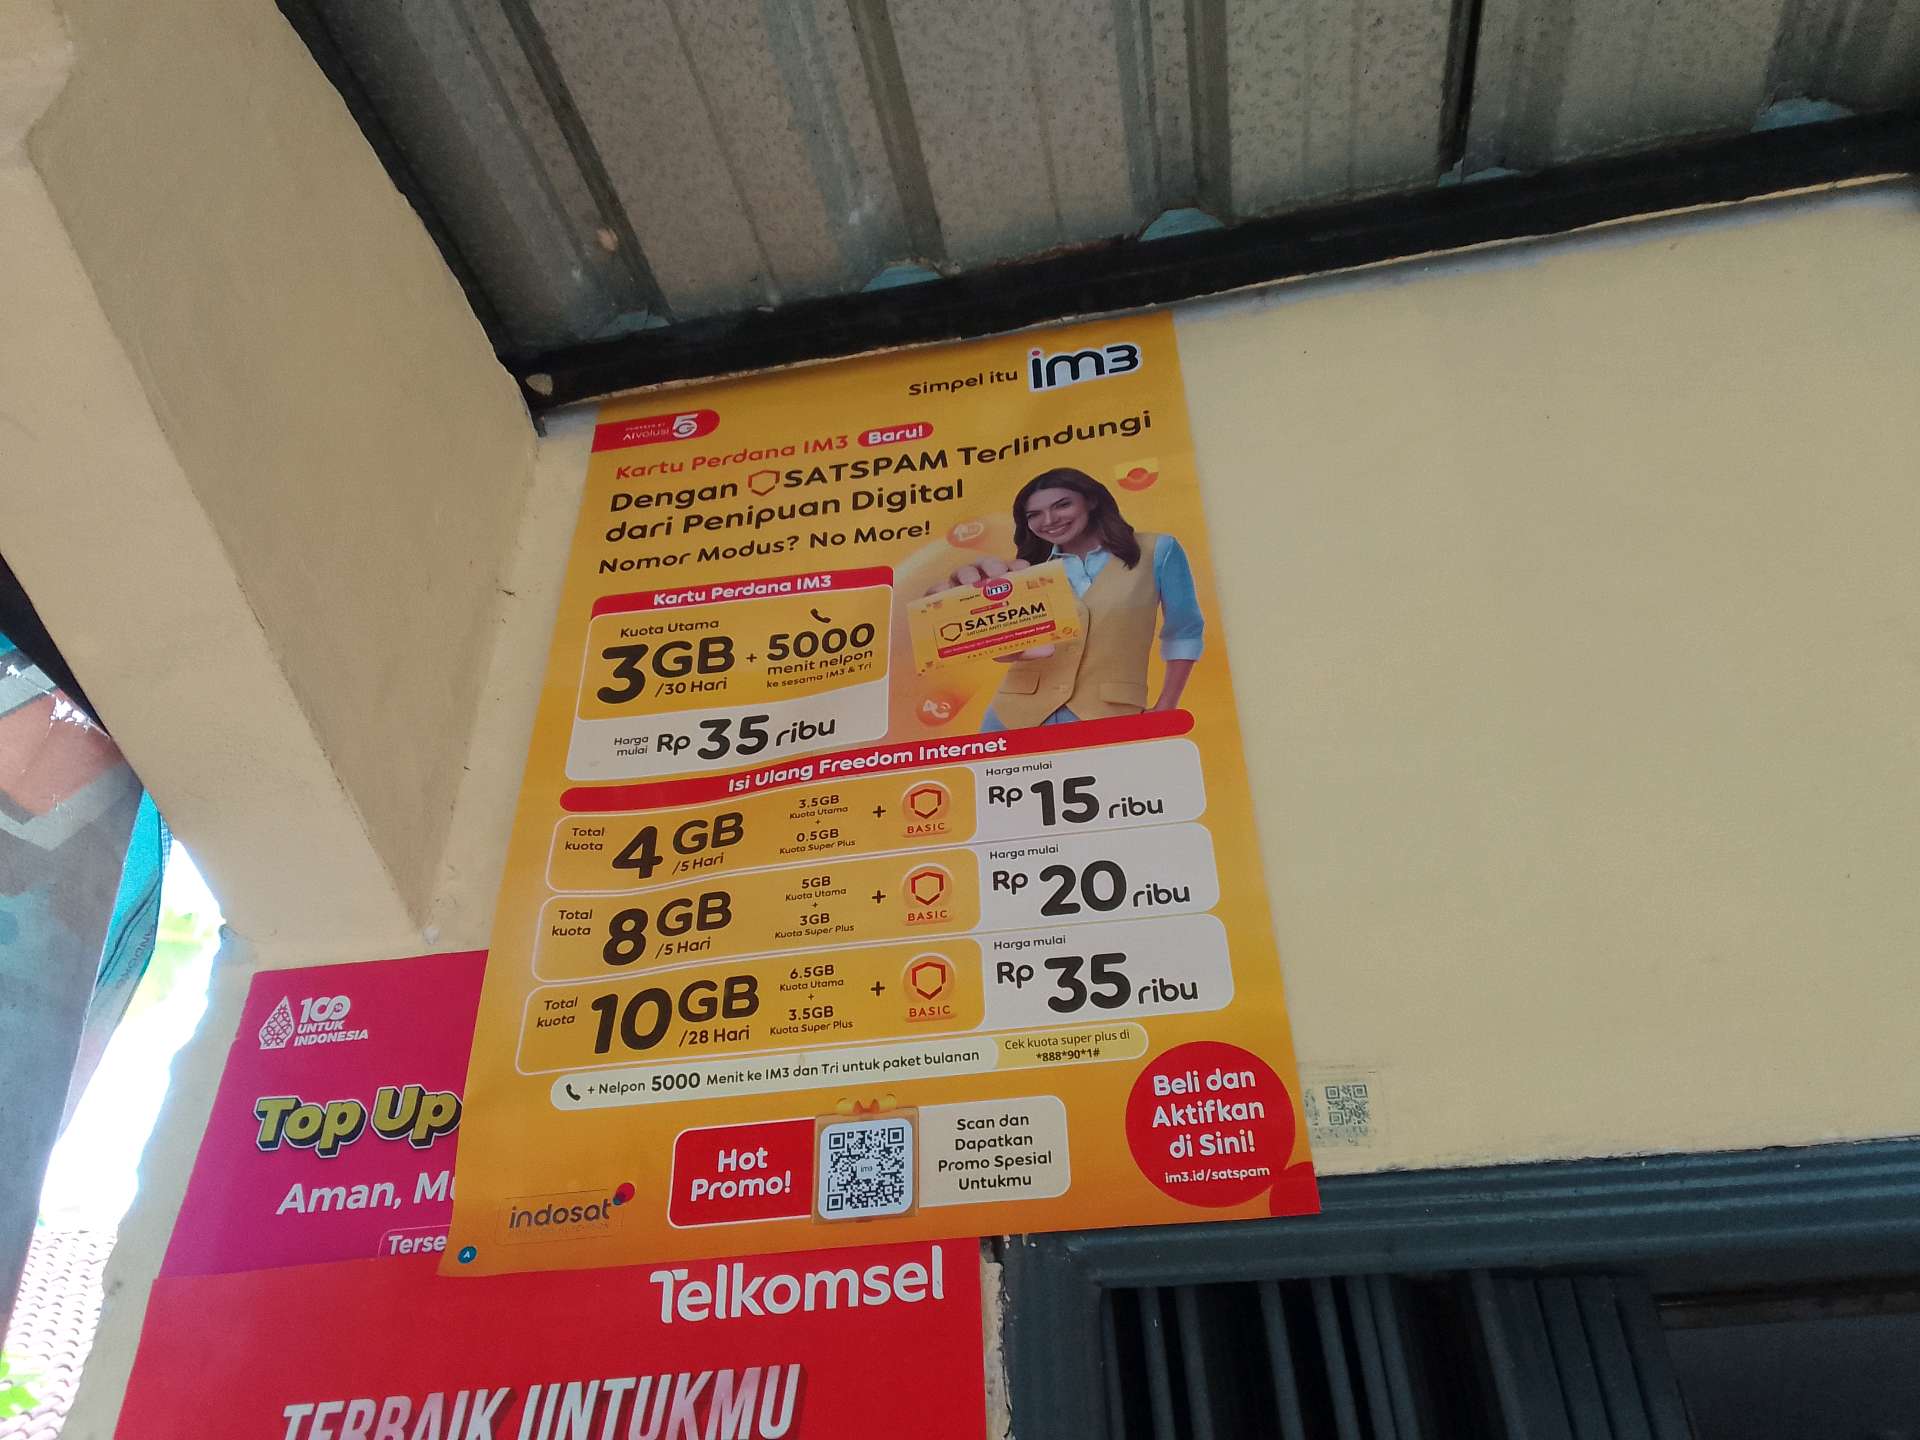 Simpel itu im3
POWERED BY
AIvolusi 5G
Kartu Perdana IM3 Baru!
Dengan SATSPAM Terlindungi
dari Penipuan Digital
Nomor Modus? No More!
Kartu Perdana IM3
Kuota Utama
3GB
/30 Hari
+ 5000
menit nelpon
ke sesama IM3 & Tri
Harga
mulai
Rp 35 ribu
im3
SATSPAM
Isi Ulang Freedom Internet
Total
kuota
4GB
/5 Hari
3.5GB
Kuota Utama
+
0.5GB
Kuota Super Plus
+
BASIC
Harga mulai
Rp 15 ribu
Total
kuota
8GB
/5 Hari
5GB
Kuota Utama
+
3GB
Kuota Super Plus
+
BASIC
Harga mulai
Rp 20 ribu
Total
kuota
10GB
/28 Hari
6.5GB
Kuota Utama
+
3.5GB
Kuota Super Plus
+
BASIC
Harga mulai
Rp 35 ribu
+ Nelpon 5000 Menit ke IM3 dan Tri untuk paket bulanan
Cek kuota super plus di
*888*90*1#
Hot
Promo!
im3
Scan dan
Dapatkan
Promo Spesial
Untukmu
Beli dan
Aktifkan
di Sini!
im3.id/satspam
indosat
A
100%
UNTUK
INDONESIA
Top Up
Aman, Mu
Terse
Telkomsel
TERBAIK UNTUKMU